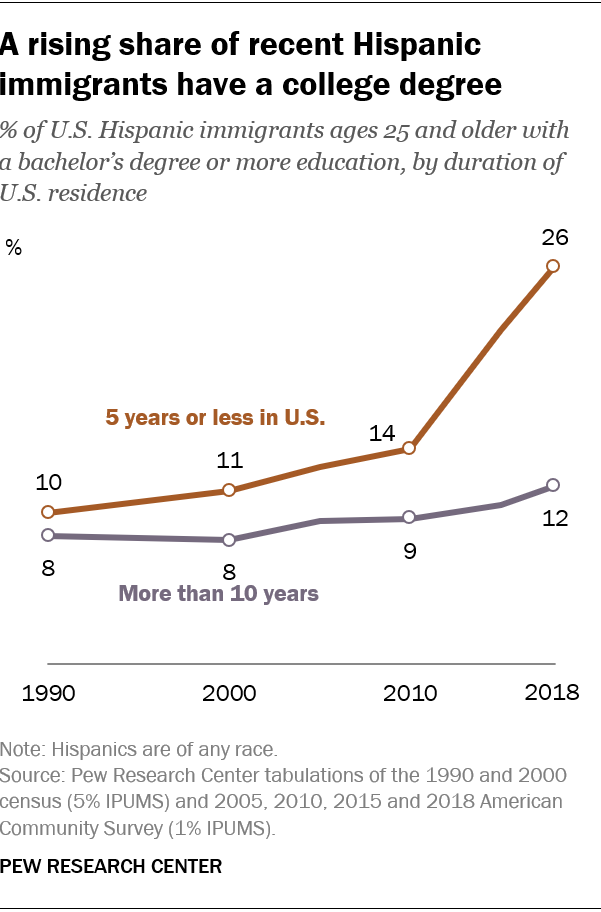 A rising share of recent Hispanic
immigrants have a college degree
% of U.S. Hispanic immigrants ages 25 and older with
a bachelor's degree or more education, by duration of
U.S. residence
%
26
5 years or less in U.S.
14
11
10
12
9
8
8
More than 10 years
1990
2000
2010
2018
Note: Hispanics are of any race.
Source: Pew Research Center tabulations of the 1990 and 2000
census (5% IPUMS) and 2005, 2010, 2015 and 2018 American
Community Survey (1% IPUMS).
PEW RESEARCH CENTER